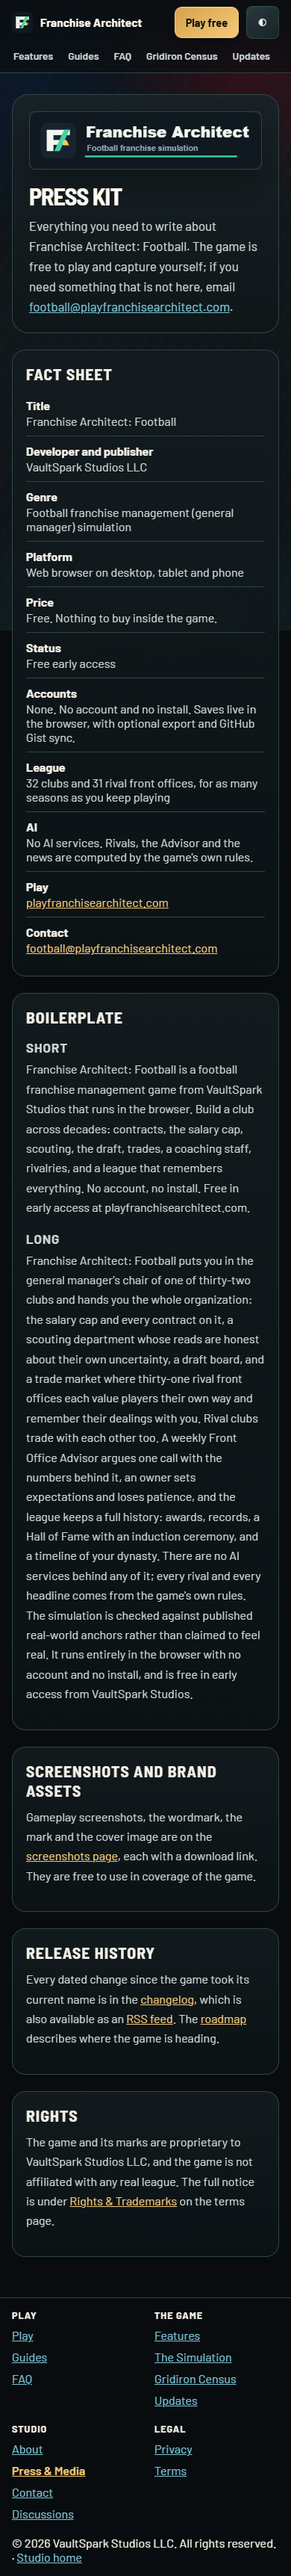 Franchise Architect
Play free
Features Guides FAQ Gridiron Census Updates
Franchise Architect
Football franchise simulation
PRESS KIT
Everything you need to write about
Franchise Architect: Football. The game is
free to play and capture yourself; if you
need something that is not here, email
football@playfranchisearchitect.com.
FACT SHEET
Title
Franchise Architect: Football
Developer and publisher
VaultSpark Studios LLC
Genre
Football franchise management (general
manager) simulation
Platform
Web browser on desktop, tablet and phone
Price
Free. Nothing to buy inside the game.
Status
Free early access
Accounts
None. No account and no install. Saves live in
the browser, with optional export and GitHub
Gist sync.
League
32 clubs and 31 rival front offices, for as many
seasons as you keep playing
AI
No AI services. Rivals, the Advisor and the
news are computed by the game's own rules.
Play
playfranchisearchitect.com
Contact
football@playfranchisearchitect.com
BOILERPLATE
SHORT
Franchise Architect: Football is a football
franchise management game from VaultSpark
Studios that runs in the browser. Build a club
across decades: contracts, the salary cap,
scouting, the draft, trades, a coaching staff,
rivalries, and a league that remembers
everything. No account, no install. Free in
early access at playfranchisearchitect.com.
LONG
Franchise Architect: Football puts you in the
general manager's chair of one of thirty-two
clubs and hands you the whole organization:
the salary cap and every contract on it, a
scouting department whose reads are honest
about their own uncertainty, a draft board, and
a trade market where thirty-one rival front
offices each value players their own way and
remember their dealings with you. Rival clubs
trade with each other too. A weekly Front
Office Advisor argues one call with the
numbers behind it, an owner sets
expectations and loses patience, and the
league keeps a full history: awards, records, a
Hall of Fame with an induction ceremony, and
a timeline of your dynasty. There are no AI
services behind any of it; every rival and every
headline comes from the game's own rules.
The simulation is checked against published
real-world anchors rather than claimed to feel
real. It runs entirely in the browser with no
account and no install, and is free in early
access from VaultSpark Studios.
SCREENSHOTS AND BRAND
ASSETS
Gameplay screenshots, the wordmark, the
mark and the cover image are on the
screenshots page, each with a download link.
They are free to use in coverage of the game.
RELEASE HISTORY
Every dated change since the game took its
current name is in the changelog, which is
also available as an RSS feed. The roadmap
describes where the game is heading.
RIGHTS
The game and its marks are proprietary to
VaultSpark Studios LLC, and the game is not
affiliated with any real league. The full notice
is under Rights & Trademarks on the terms
page.
PLAY
Play
Guides
FAQ
THE GAME
Features
The Simulation
Gridiron Census
Updates
STUDIO
About
Press & Media
Contact
Discussions
LEGAL
Privacy
Terms
© 2026 VaultSpark Studios LLC. All rights reserved.
· Studio home